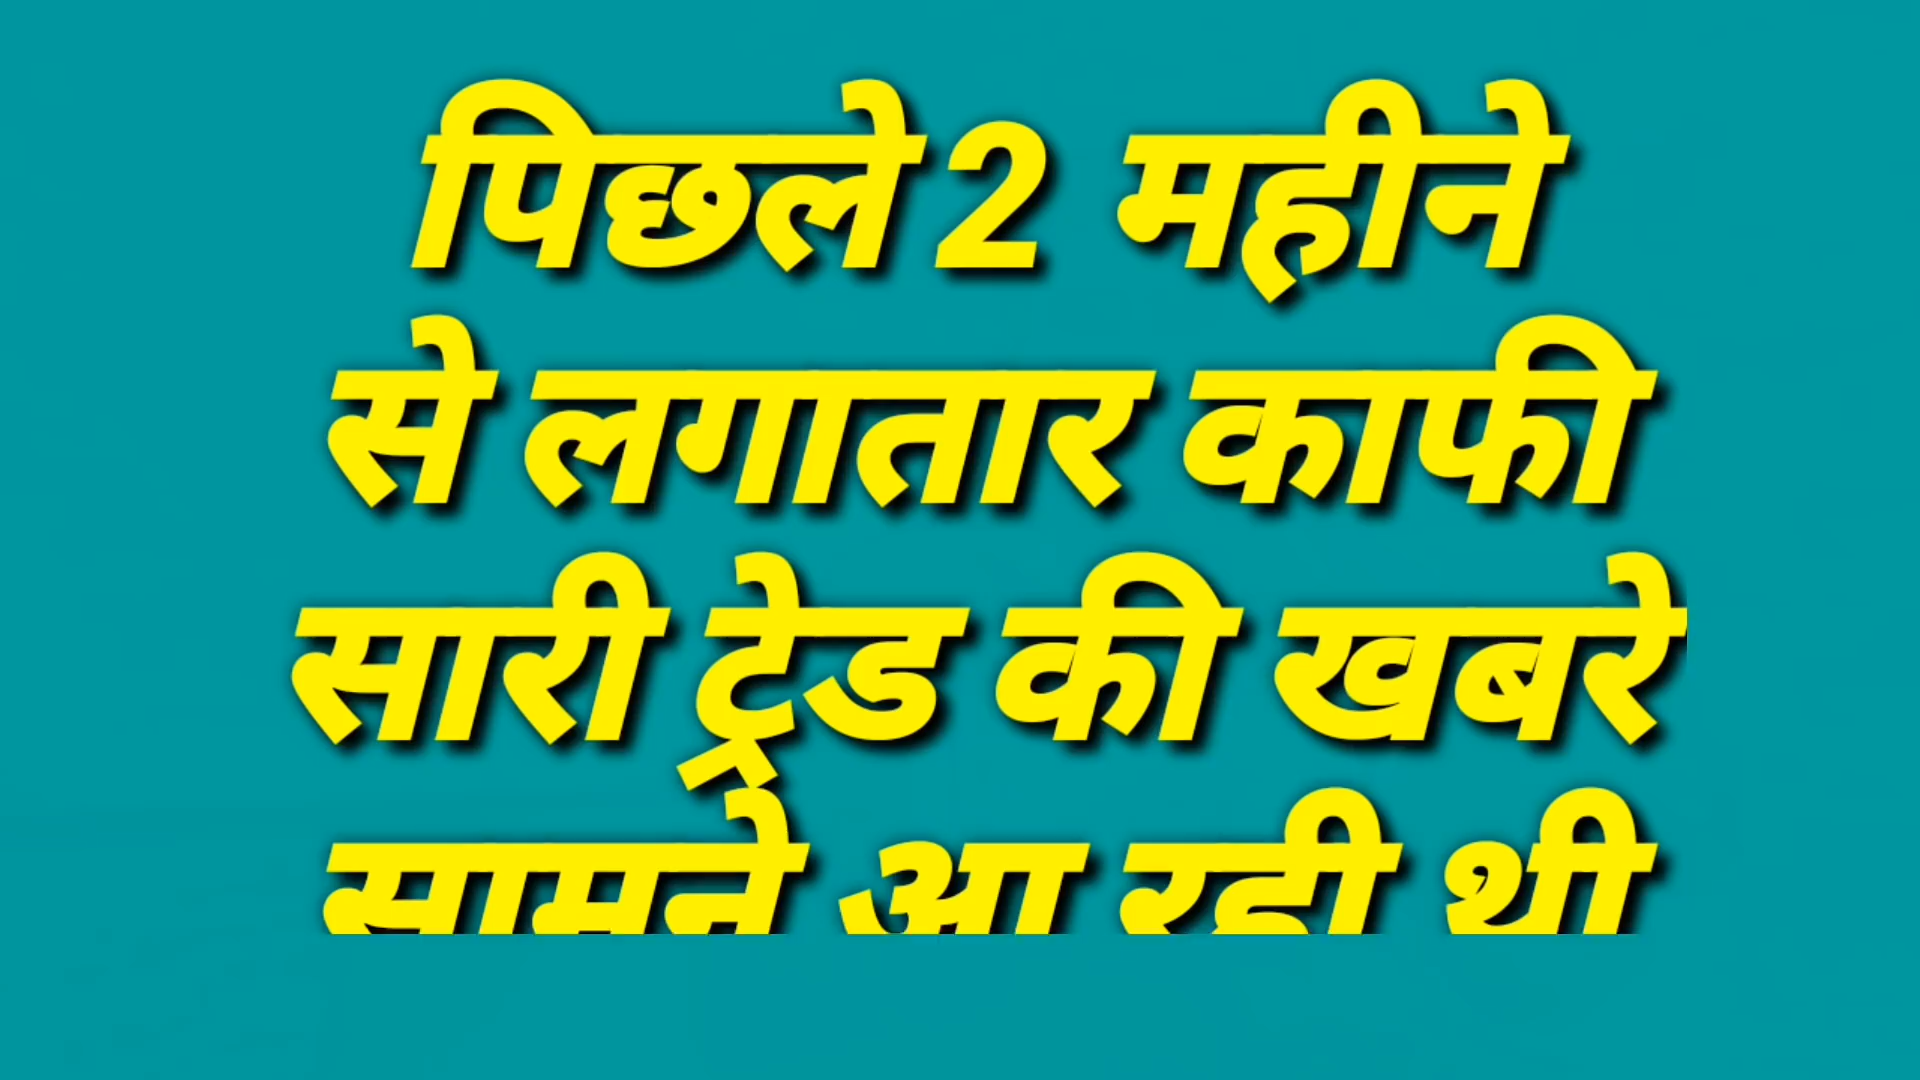 पिछले 2 महीने
से लगातार काफी
सारी ट्रेड की खबरे
सामने आ रही थी